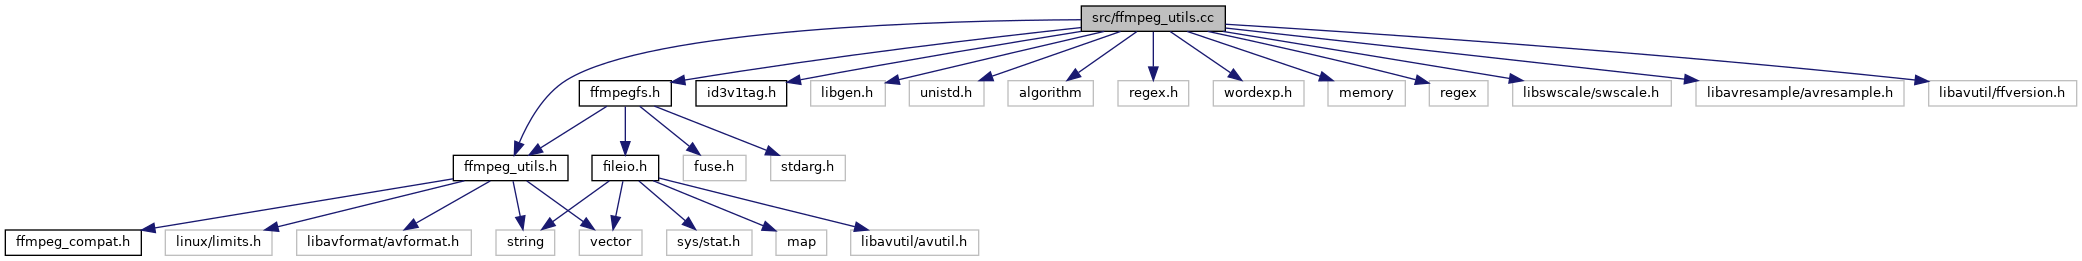 src/ffmpeg_utils.cc
ffmpegfs.h
id3v1tag.h
libgen.h
unistd.h
algorithm
regex.h
wordexp.h
memory
regex
libswscale/swscale.h
libavresample/avresample.h
libavutil/ffversion.h
ffmpeg_utils.h
fileio.h
fuse.h
stdarg.h
ffmpeg_compat.h
linux/limits.h
libavformat/avformat.h
string
vector
sys/stat.h
map
libavutil/avutil.h